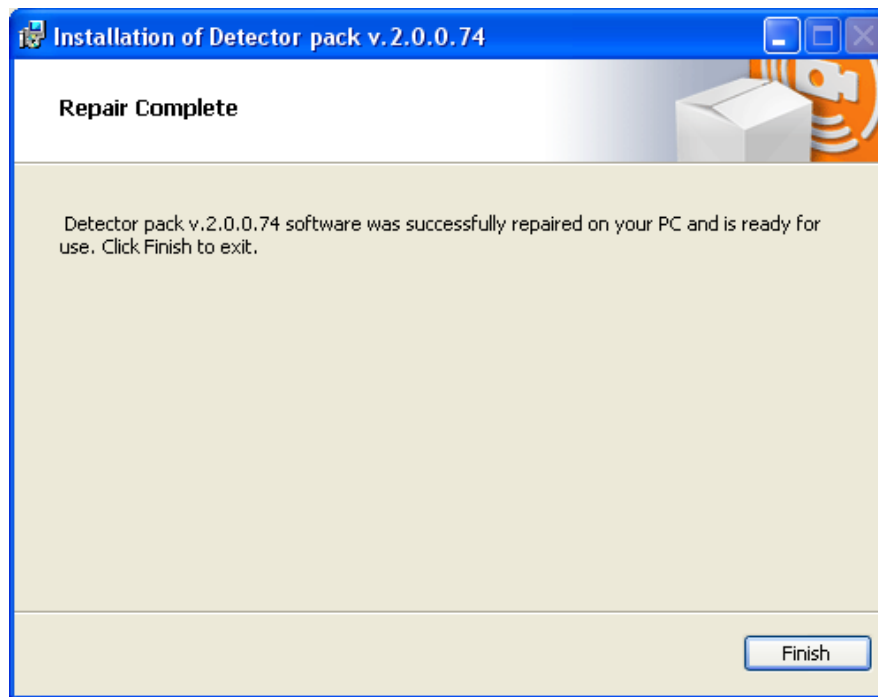 Installation of Detector pack v.2.0.0.74
Repair Complete
Detector pack v.2.0.0.74 software was successfully repaired on your PC and is ready for
use. Click Finish to exit.
Finish